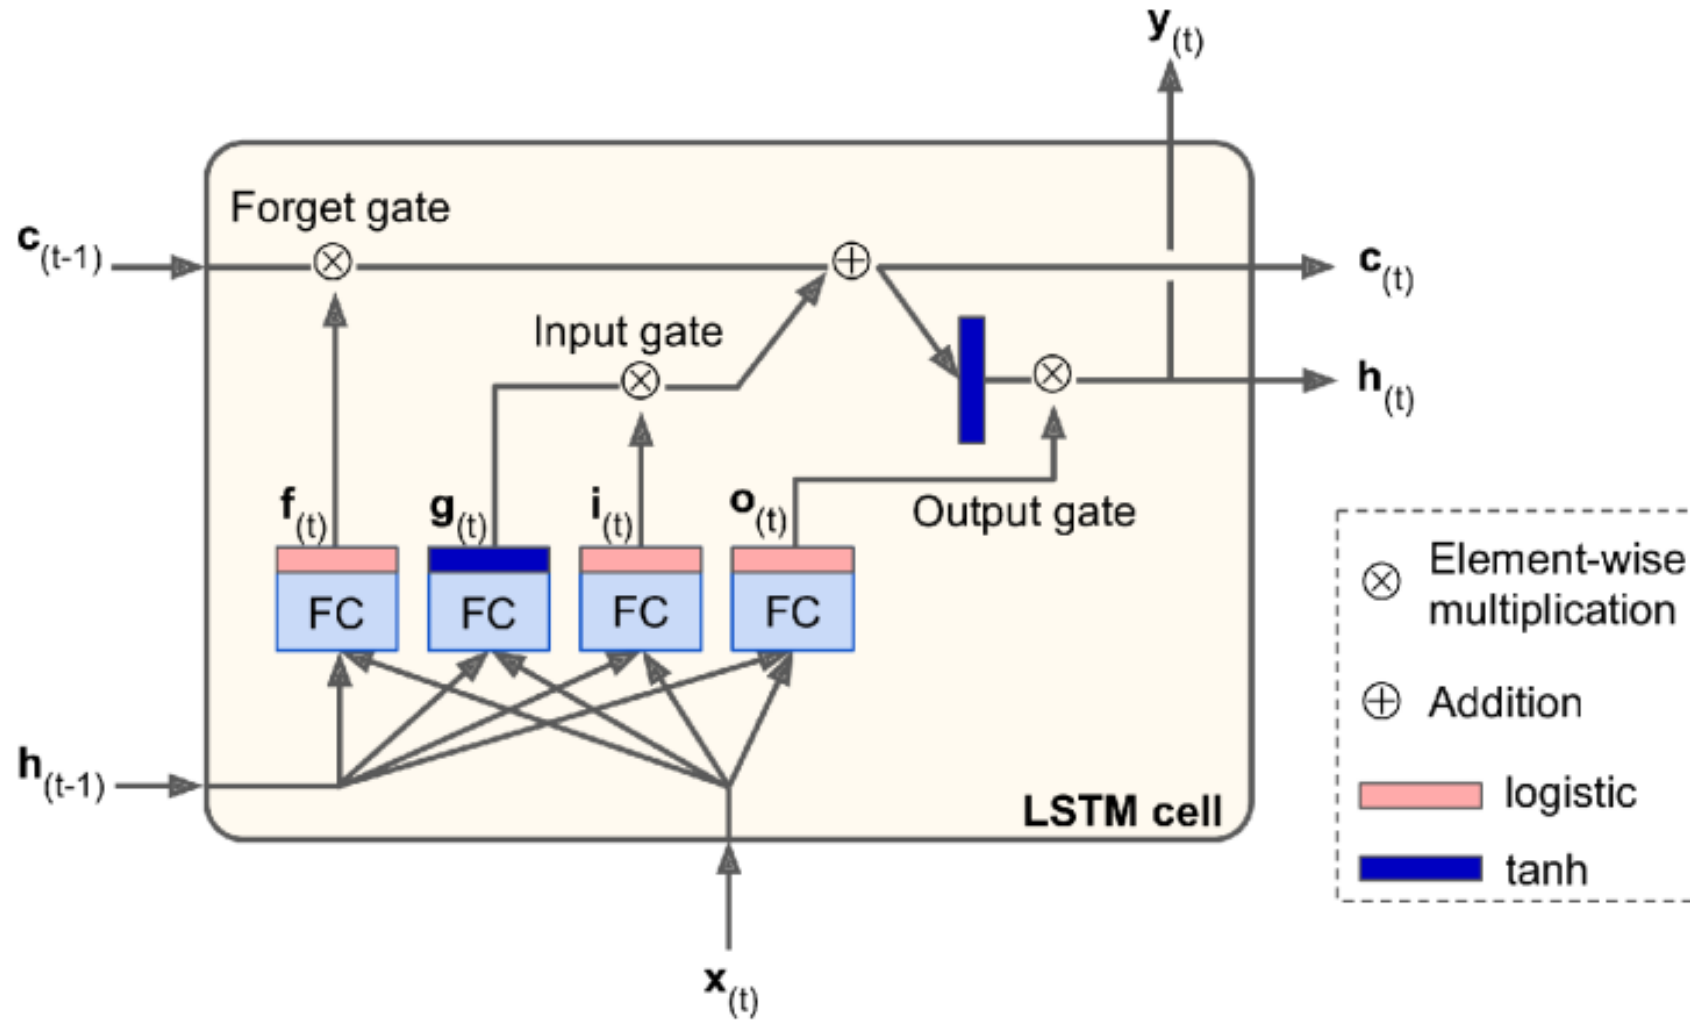 y(t)
Forget gate
c(t-1)
c(t)
Input gate
h(t)
f(t)
g(t)
i(t)
o(t)
Output gate
FC
FC
FC
FC
h(t-1)
LSTM cell
x(t)
Element-wise
multiplication
Addition
logistic
tanh